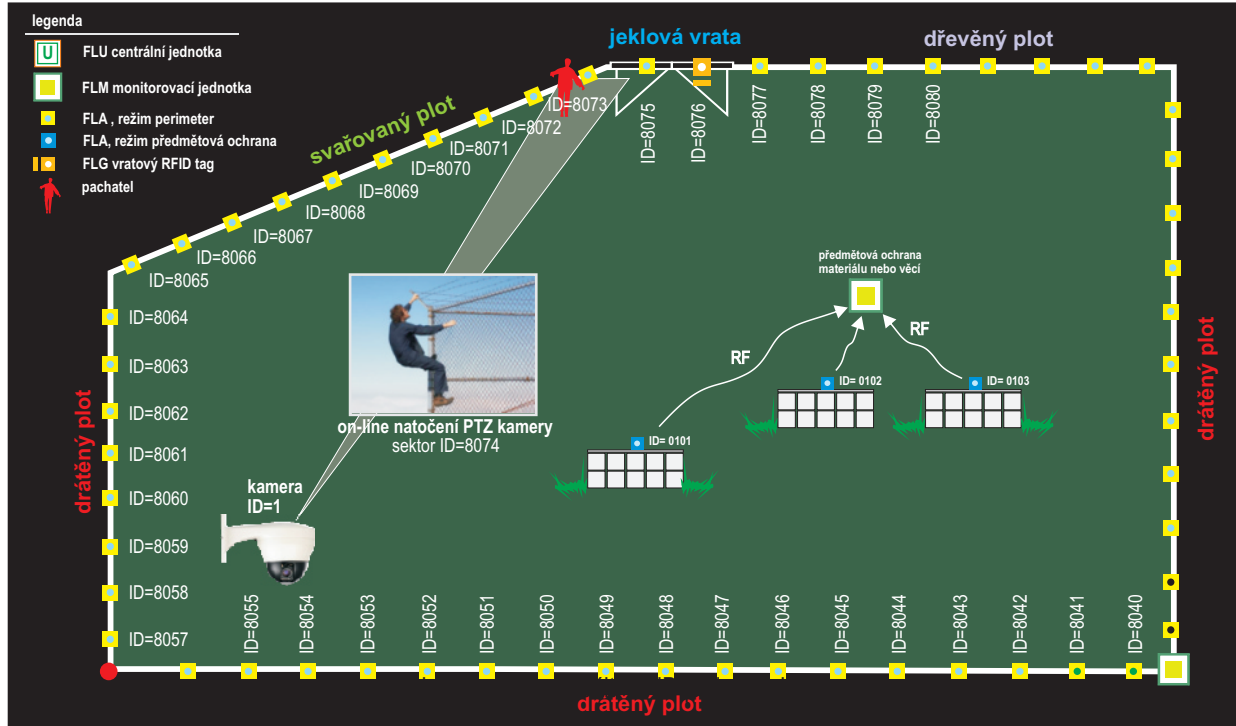 legenda
U
FLU centrální jednotka
FLM monitorovací jednotka
FLA , režim perimeter
FLA, režim předmětová ochrana
FLG vratový RFID tag
pachatel
jeklová vrata
dřevěný plot
svařovaný plot
ID=8073
ID=8072
ID=8071
ID=8070
ID=8069
ID=8068
ID=8067
ID=8066
ID=8065
ID=8075
ID=8076
ID=8077
ID=8078
ID=8079
ID=8080
ID=8064
ID=8063
ID=8062
ID=8061
ID=8060
ID=8059
ID=8058
ID=8057
drátěný plot
předmětová ochrana
materiálu nebo věcí
RF
RF
ID= 0101
ID= 0102
ID= 0103
drátěný plot
on-line natočení PTZ kamery
sektor ID=8074
kamera
ID=1
ID=8055
ID=8054
ID=8053
ID=8052
ID=8051
ID=8050
ID=8049
ID=8048
ID=8047
ID=8046
ID=8045
ID=8044
ID=8043
ID=8042
ID=8041
ID=8040
drátěný plot